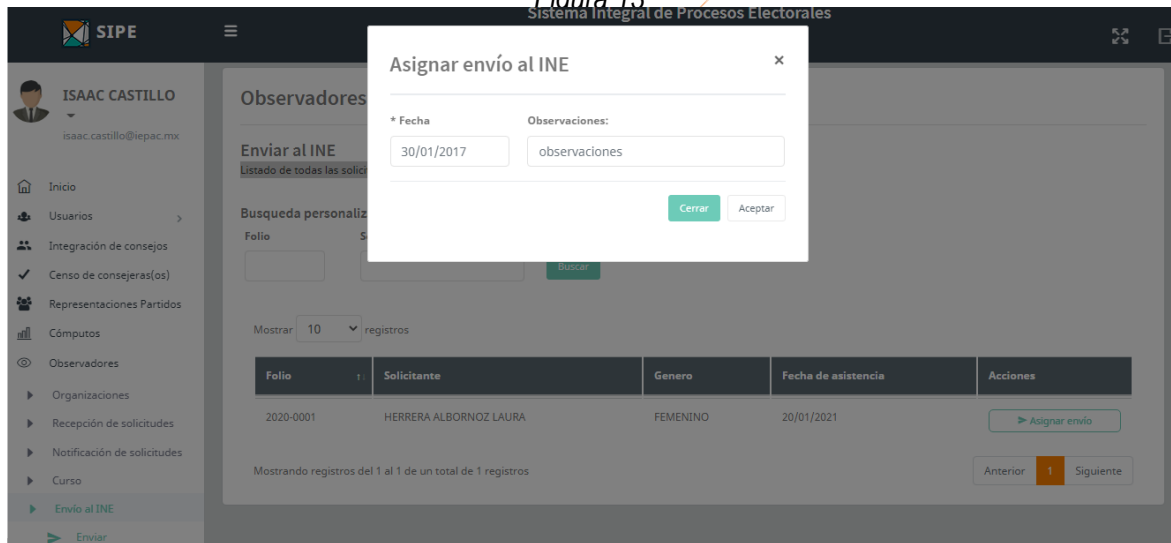 Figura 13
Sistema Integral de Procesos Electorales
SIPE
ISAAC CASTILLO
isaac.castillo@iepac.mx
Inicio
Usuarios
Integración de consejos
Censo de consejeras(os)
Representaciones Partidos
Cómputos
Observadores
Organizaciones
Recepción de solicitudes
Notificación de solicitudes
Curso
Envío al INE
Enviar
Asignar envío al INE
×
* Fecha
Observaciones:
30/01/2017
observaciones
Cerrar
Aceptar
Observadores
Enviar al INE
Listado de todas las
Busqueda
Folio
Buscar
Mostrar 10 registros
Folio Solicitante Genero Fecha de asistencia Acciones
2020-0001 HERRERA ALBORNOZ LAURA FEMENINO 20/01/2021 Asignar envío
Mostrando registros del 1 al 1 de un total de 1 registros
Anterior 1 Siguiente